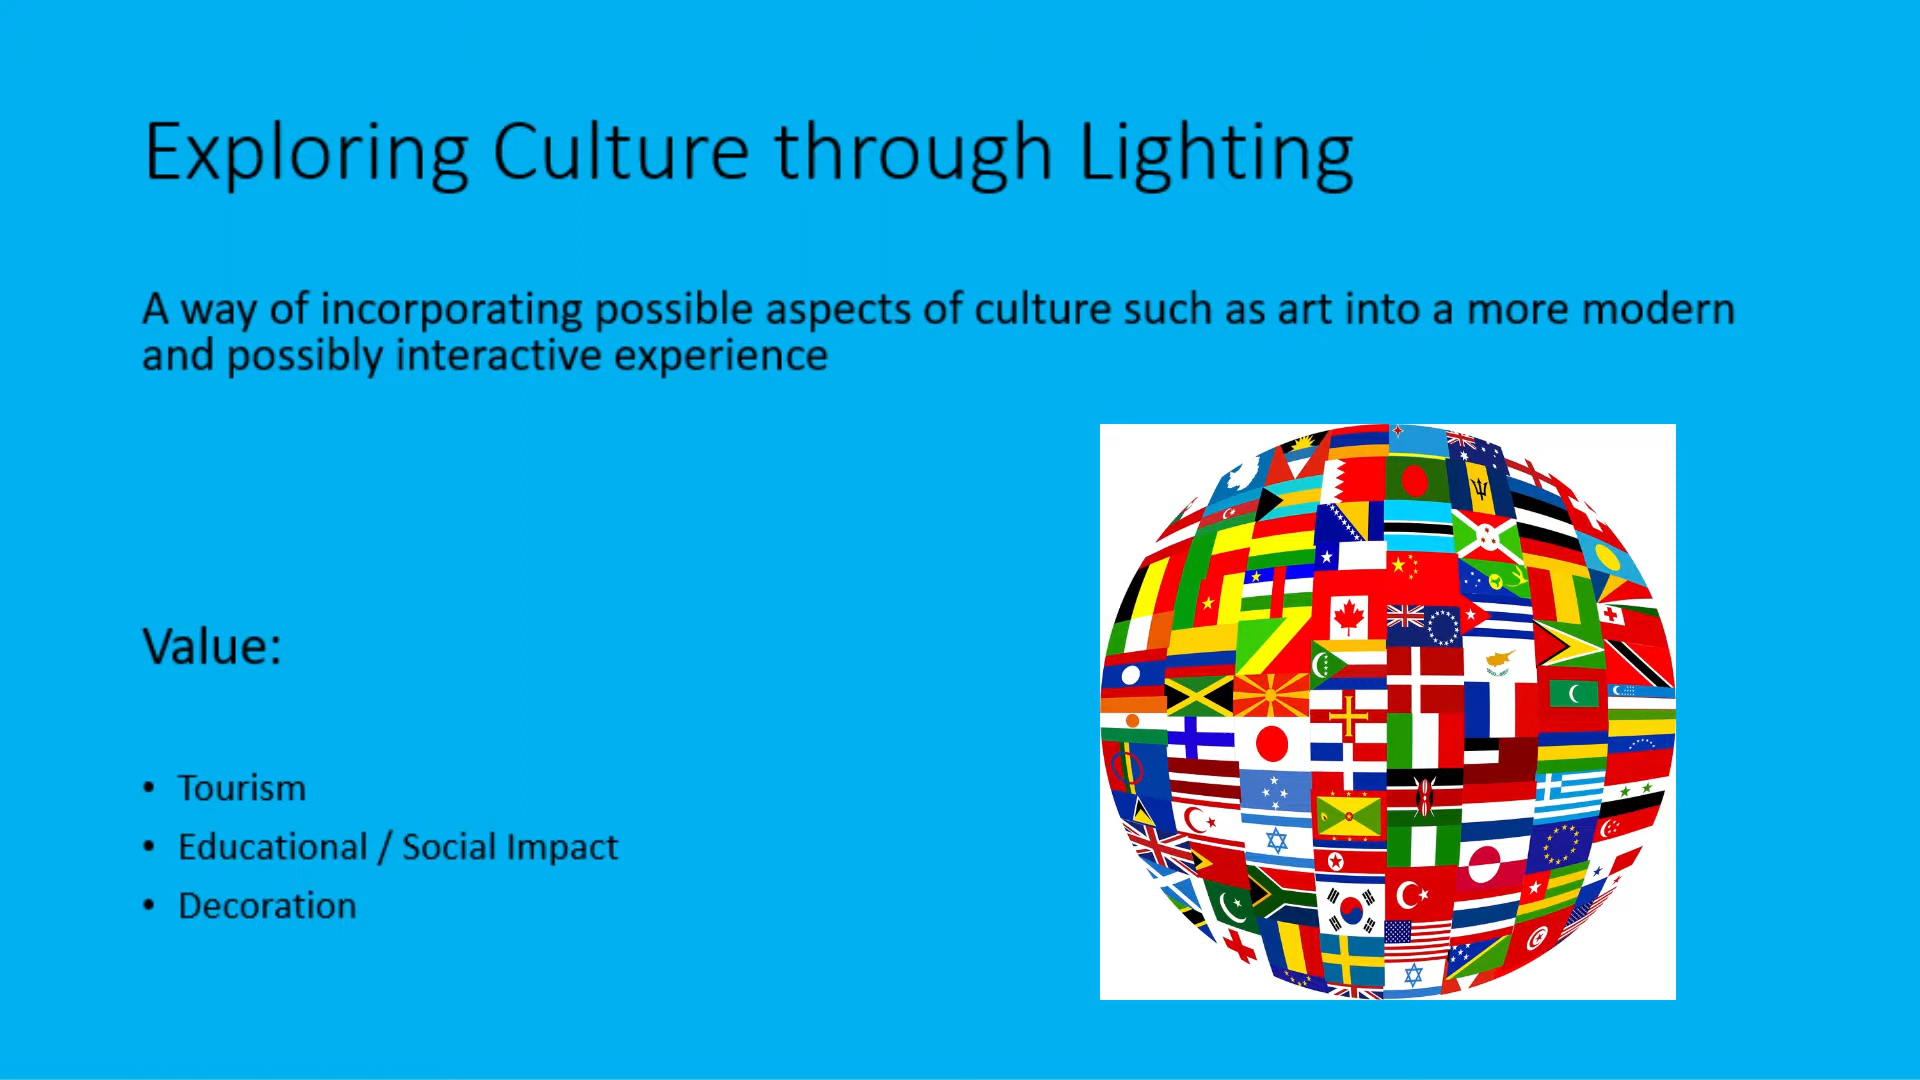 Exploring Culture through Lighting
A way of incorporating possible aspects of culture such as art into a more modern
and possibly interactive experience
Value:
• Tourism
• Educational / Social Impact
• Decoration